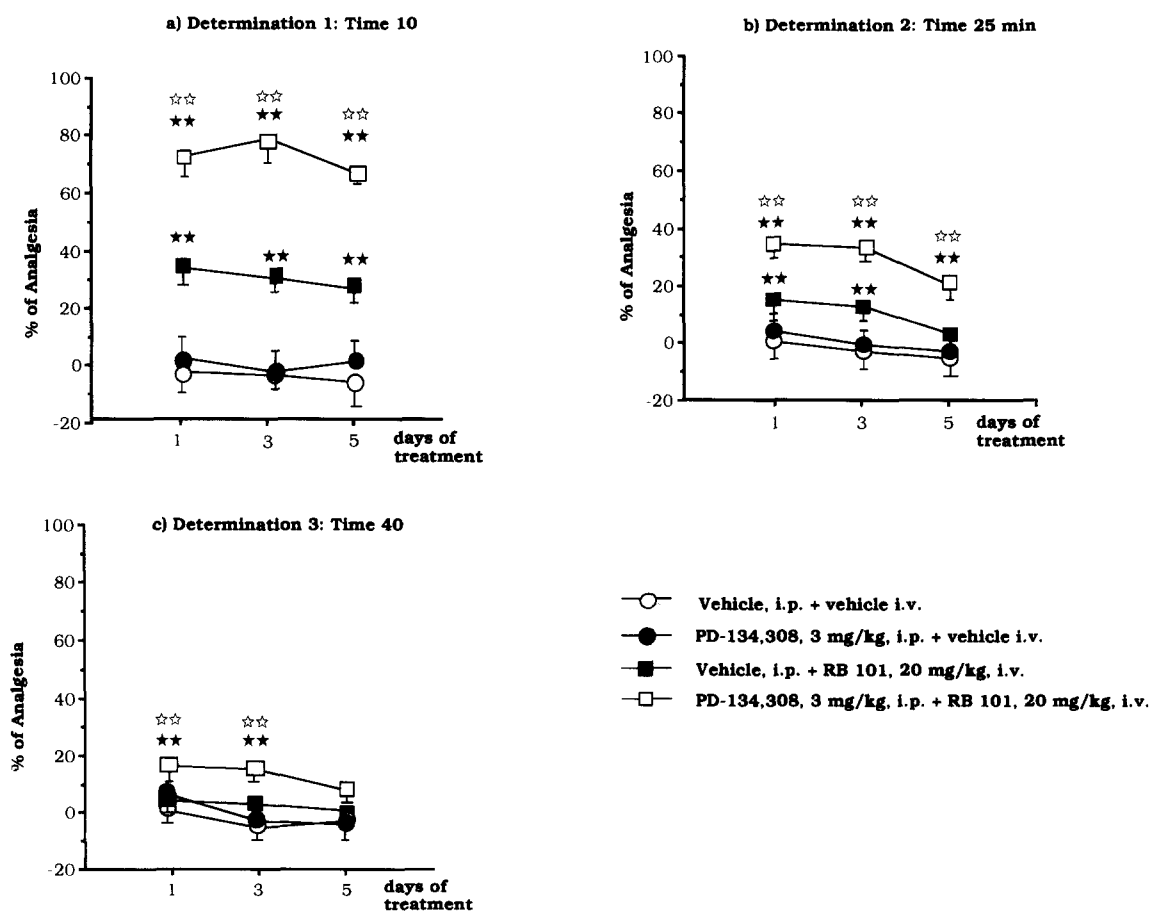 a) Determination 1: Time 10
% of Analgesia
100
80
60
40
20
0
-20
☆☆ ☆☆ ☆☆
★★ ★★ ★★
★★ ★★ ★★
1 3 5 days of
treatment
b) Determination 2: Time 25 min
% of Analgesia
100
80
60
40
20
0
-20
☆☆ ☆☆ ☆☆
★★ ★★ ★★
★★ ★★
1 3 5 days of
treatment
c) Determination 3: Time 40
% of Analgesia
100
80
60
40
20
0
-20
☆☆ ☆☆
★★ ★★
1 3 5 days of
treatment
Vehicle, i.p. + vehicle i.v.
PD-134,308, 3 mg/kg, i.p. + vehicle i.v.
Vehicle, i.p. + RB 101, 20 mg/kg, i.v.
PD-134,308, 3 mg/kg, i.p. + RB 101, 20 mg/kg, i.v.